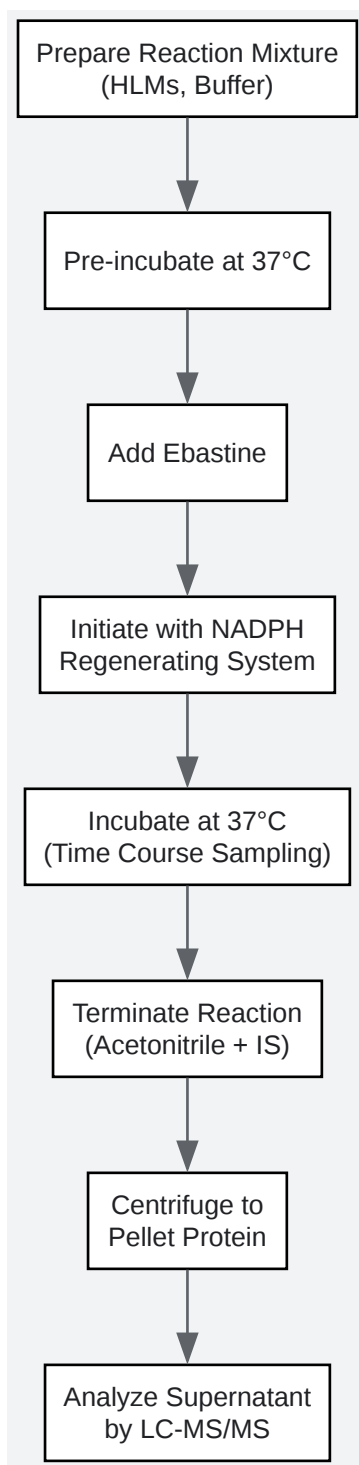 Prepare Reaction Mixture
(HLMs, Buffer)
Pre-incubate at 37°C
Add Ebastine
Initiate with NADPH
Regenerating System
Incubate at 37°C
(Time Course Sampling)
Terminate Reaction
(Acetonitrile + IS)
Centrifuge to
Pellet Protein
Analyze Supernatant
by LC-MS/MS